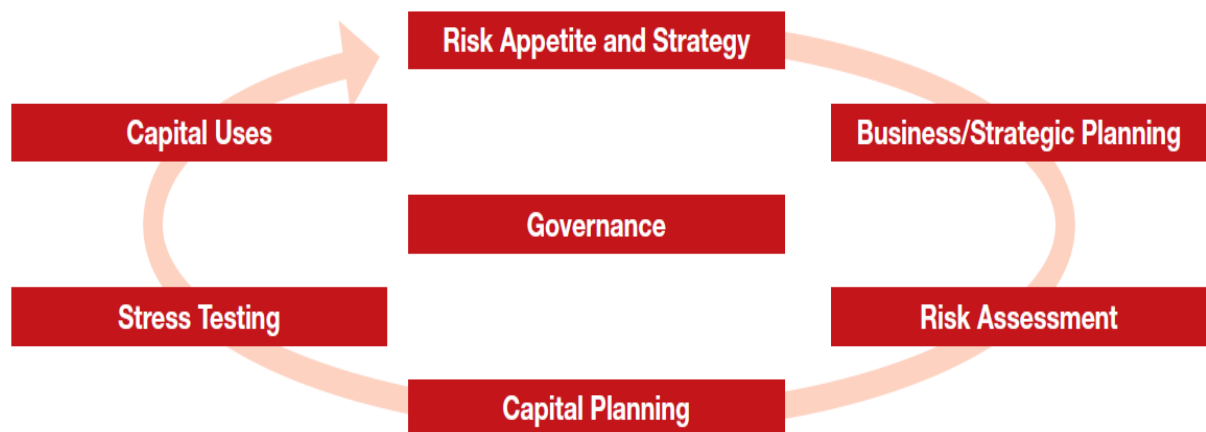 Risk Appetite and Strategy
Capital Uses
Business/Strategic Planning
Governance
Stress Testing
Risk Assessment
Capital Planning